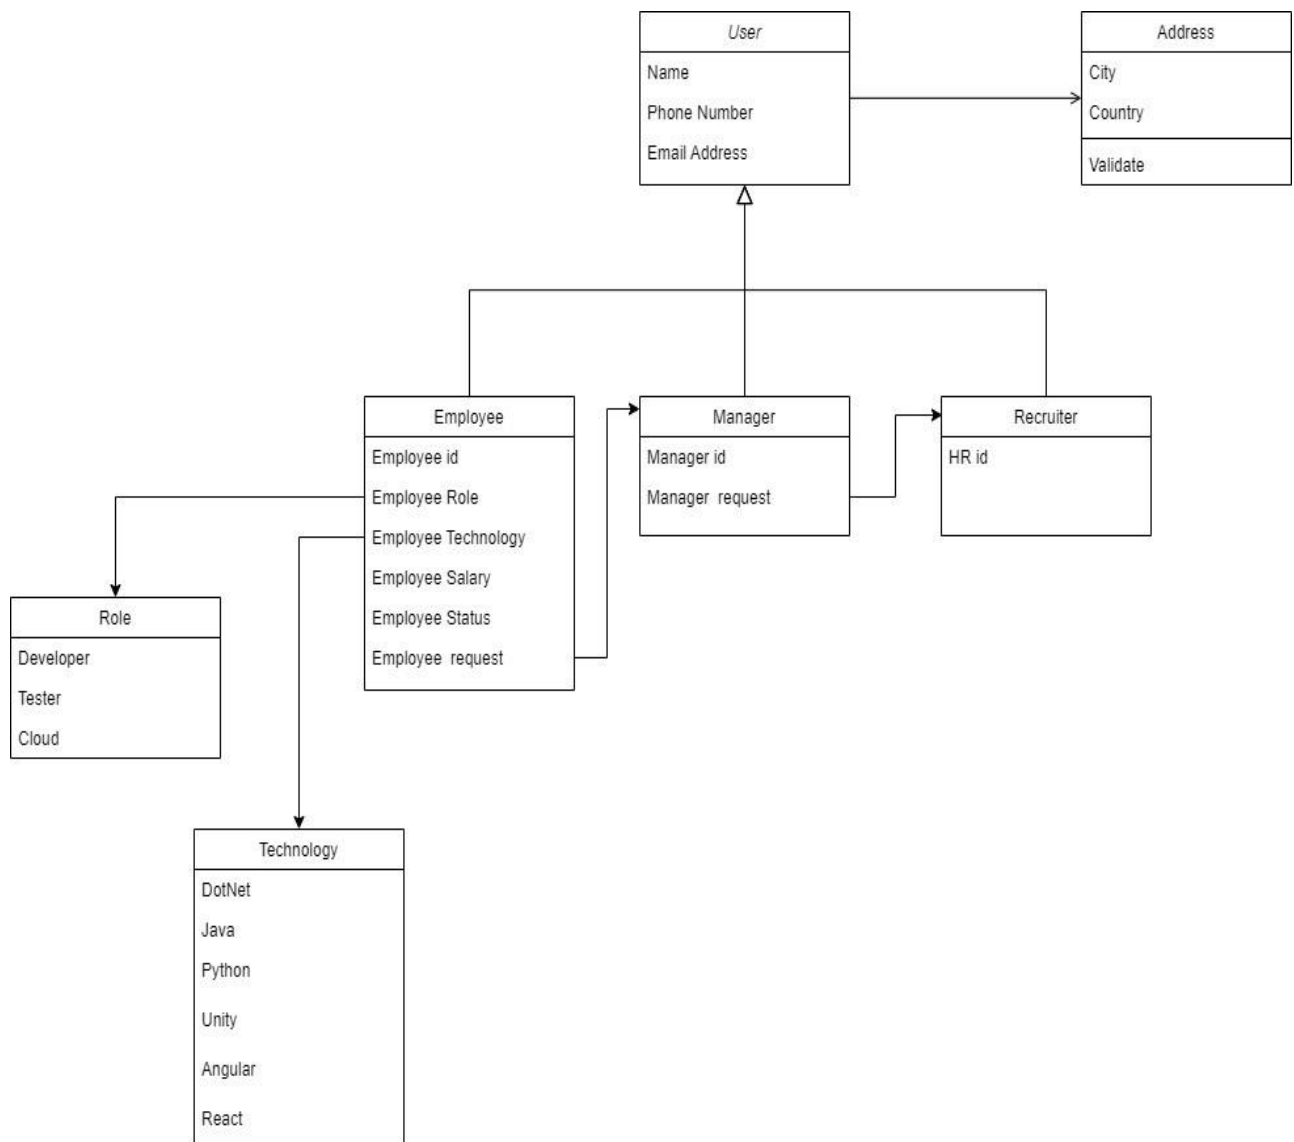 User
Name
Phone Number
Email Address
Address
City
Country
Validate
Employee
Employee id
Employee Role
Employee Technology
Employee Salary
Employee Status
Employee  request
Manager
Manager id
Manager  request
Recruiter
HR id
Role
Developer
Tester
Cloud
Technology
DotNet
Java
Python
Unity
Angular
React